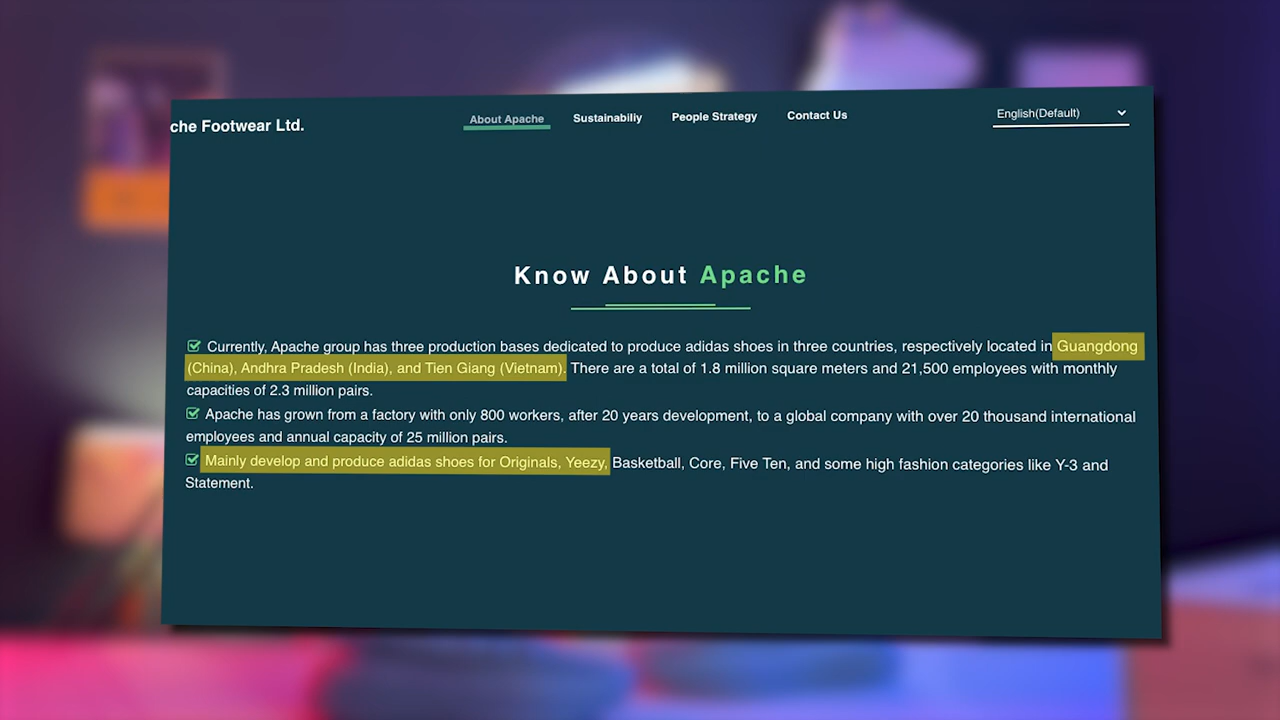 che Footwear Ltd.
About Apache
Sustainabiliy
People Strategy
Contact Us
English(Default)
Know About Apache
Currently, Apache group has three production bases dedicated to produce adidas shoes in three countries, respectively located in Guangdong
(China), Andhra Pradesh (India), and Tien Giang (Vietnam). There are a total of 1.8 million square meters and 21,500 employees with monthly
capacities of 2.3 million pairs.
Apache has grown from a factory with only 800 workers, after 20 years development, to a global company with over 20 thousand international
employees and annual capacity of 25 million pairs.
Mainly develop and produce adidas shoes for Originals, Yeezy, Basketball, Core, Five Ten, and some high fashion categories like Y-3 and
Statement.